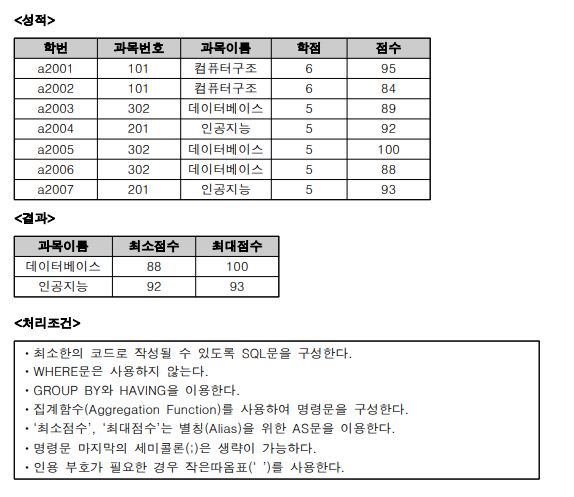 <성적>
학번 과목번호 과목이름 학점 점수
a2001 101 컴퓨터구조 6 95
a2002 101 컴퓨터구조 6 84
a2003 302 데이터베이스 5 89
a2004 201 인공지능 5 92
a2005 302 데이터베이스 5 100
a2006 302 데이터베이스 5 88
a2007 201 인공지능 5 93
<결과>
과목이름 최소점수 최대점수
데이터베이스 88 100
인공지능 92 93
<처리조건>
· 최소한의 코드로 작성될 수 있도록 SQL문을 구성한다.
· WHERE문은 사용하지 않는다.
· GROUP BY와 HAVING을 이용한다.
· 집계함수(Aggregation Function)를 사용하여 명령문을 구성한다.
· ‘최소점수’, ‘최대점수’는 별칭(Alias)을 위한 AS문을 이용한다.
· 명령문 마지막의 세미콜론(;)은 생략이 가능하다.
· 인용 부호가 필요한 경우 작은따옴표(‘ ’)를 사용한다.